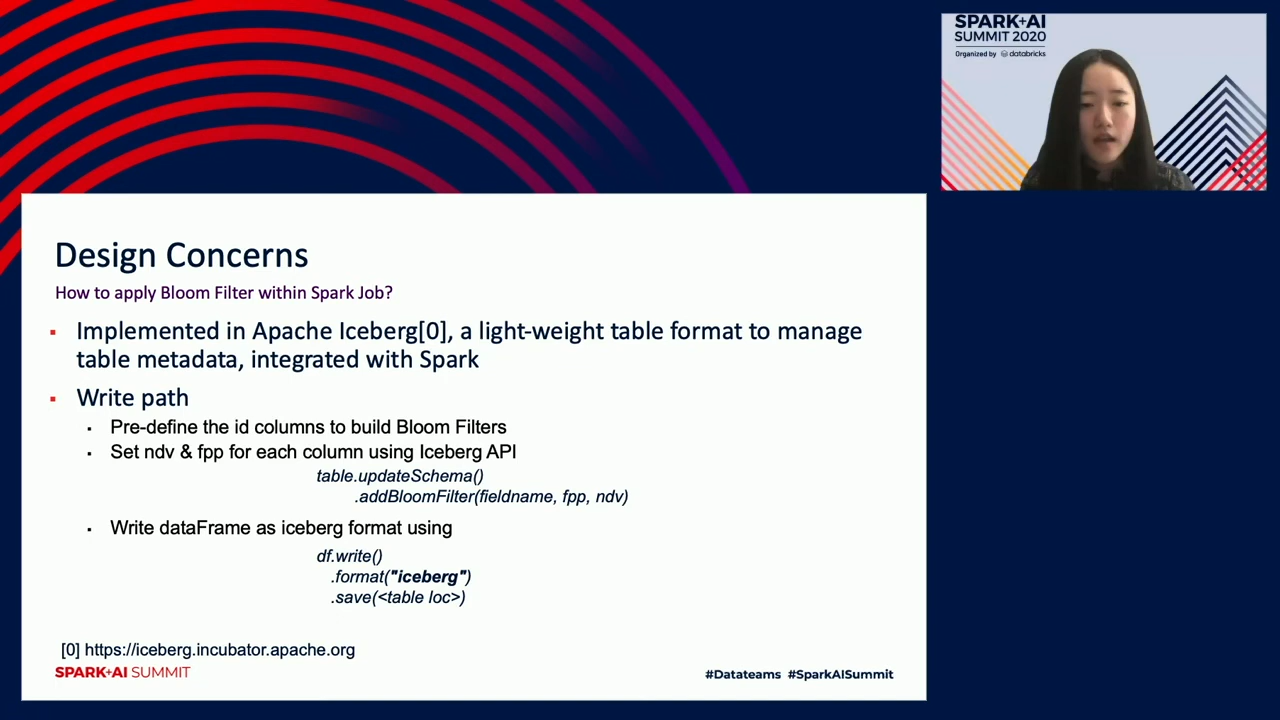 SPARK+AI
SUMMIT 2020
Organized by databricks
Design Concerns
How to apply Bloom Filter within Spark Job?
▪ Implemented in Apache Iceberg[0], a light-weight table format to manage
table metadata, integrated with Spark
▪ Write path
▪ Pre-define the id columns to build Bloom Filters
▪ Set ndv & fpp for each column using Iceberg API
table.updateSchema()
.addBloomFilter(fieldname, fpp, ndv)
▪ Write dataFrame as iceberg format using
df.write()
.format("iceberg")
.save(<table loc>)
[0] https://iceberg.incubator.apache.org
SPARK+AI SUMMIT
#Datateams #SparkAISummit